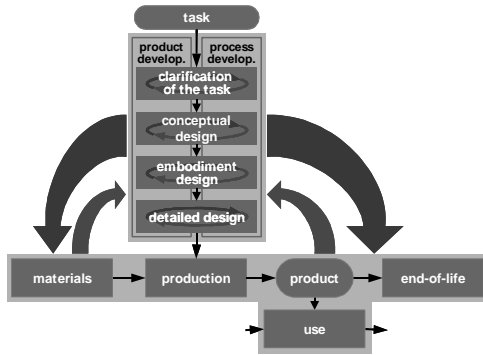 task
product process
develop. develop.
clarification
of the task
conceptual
design
embodiment
design
detailed design
materials production product end-of-life
use